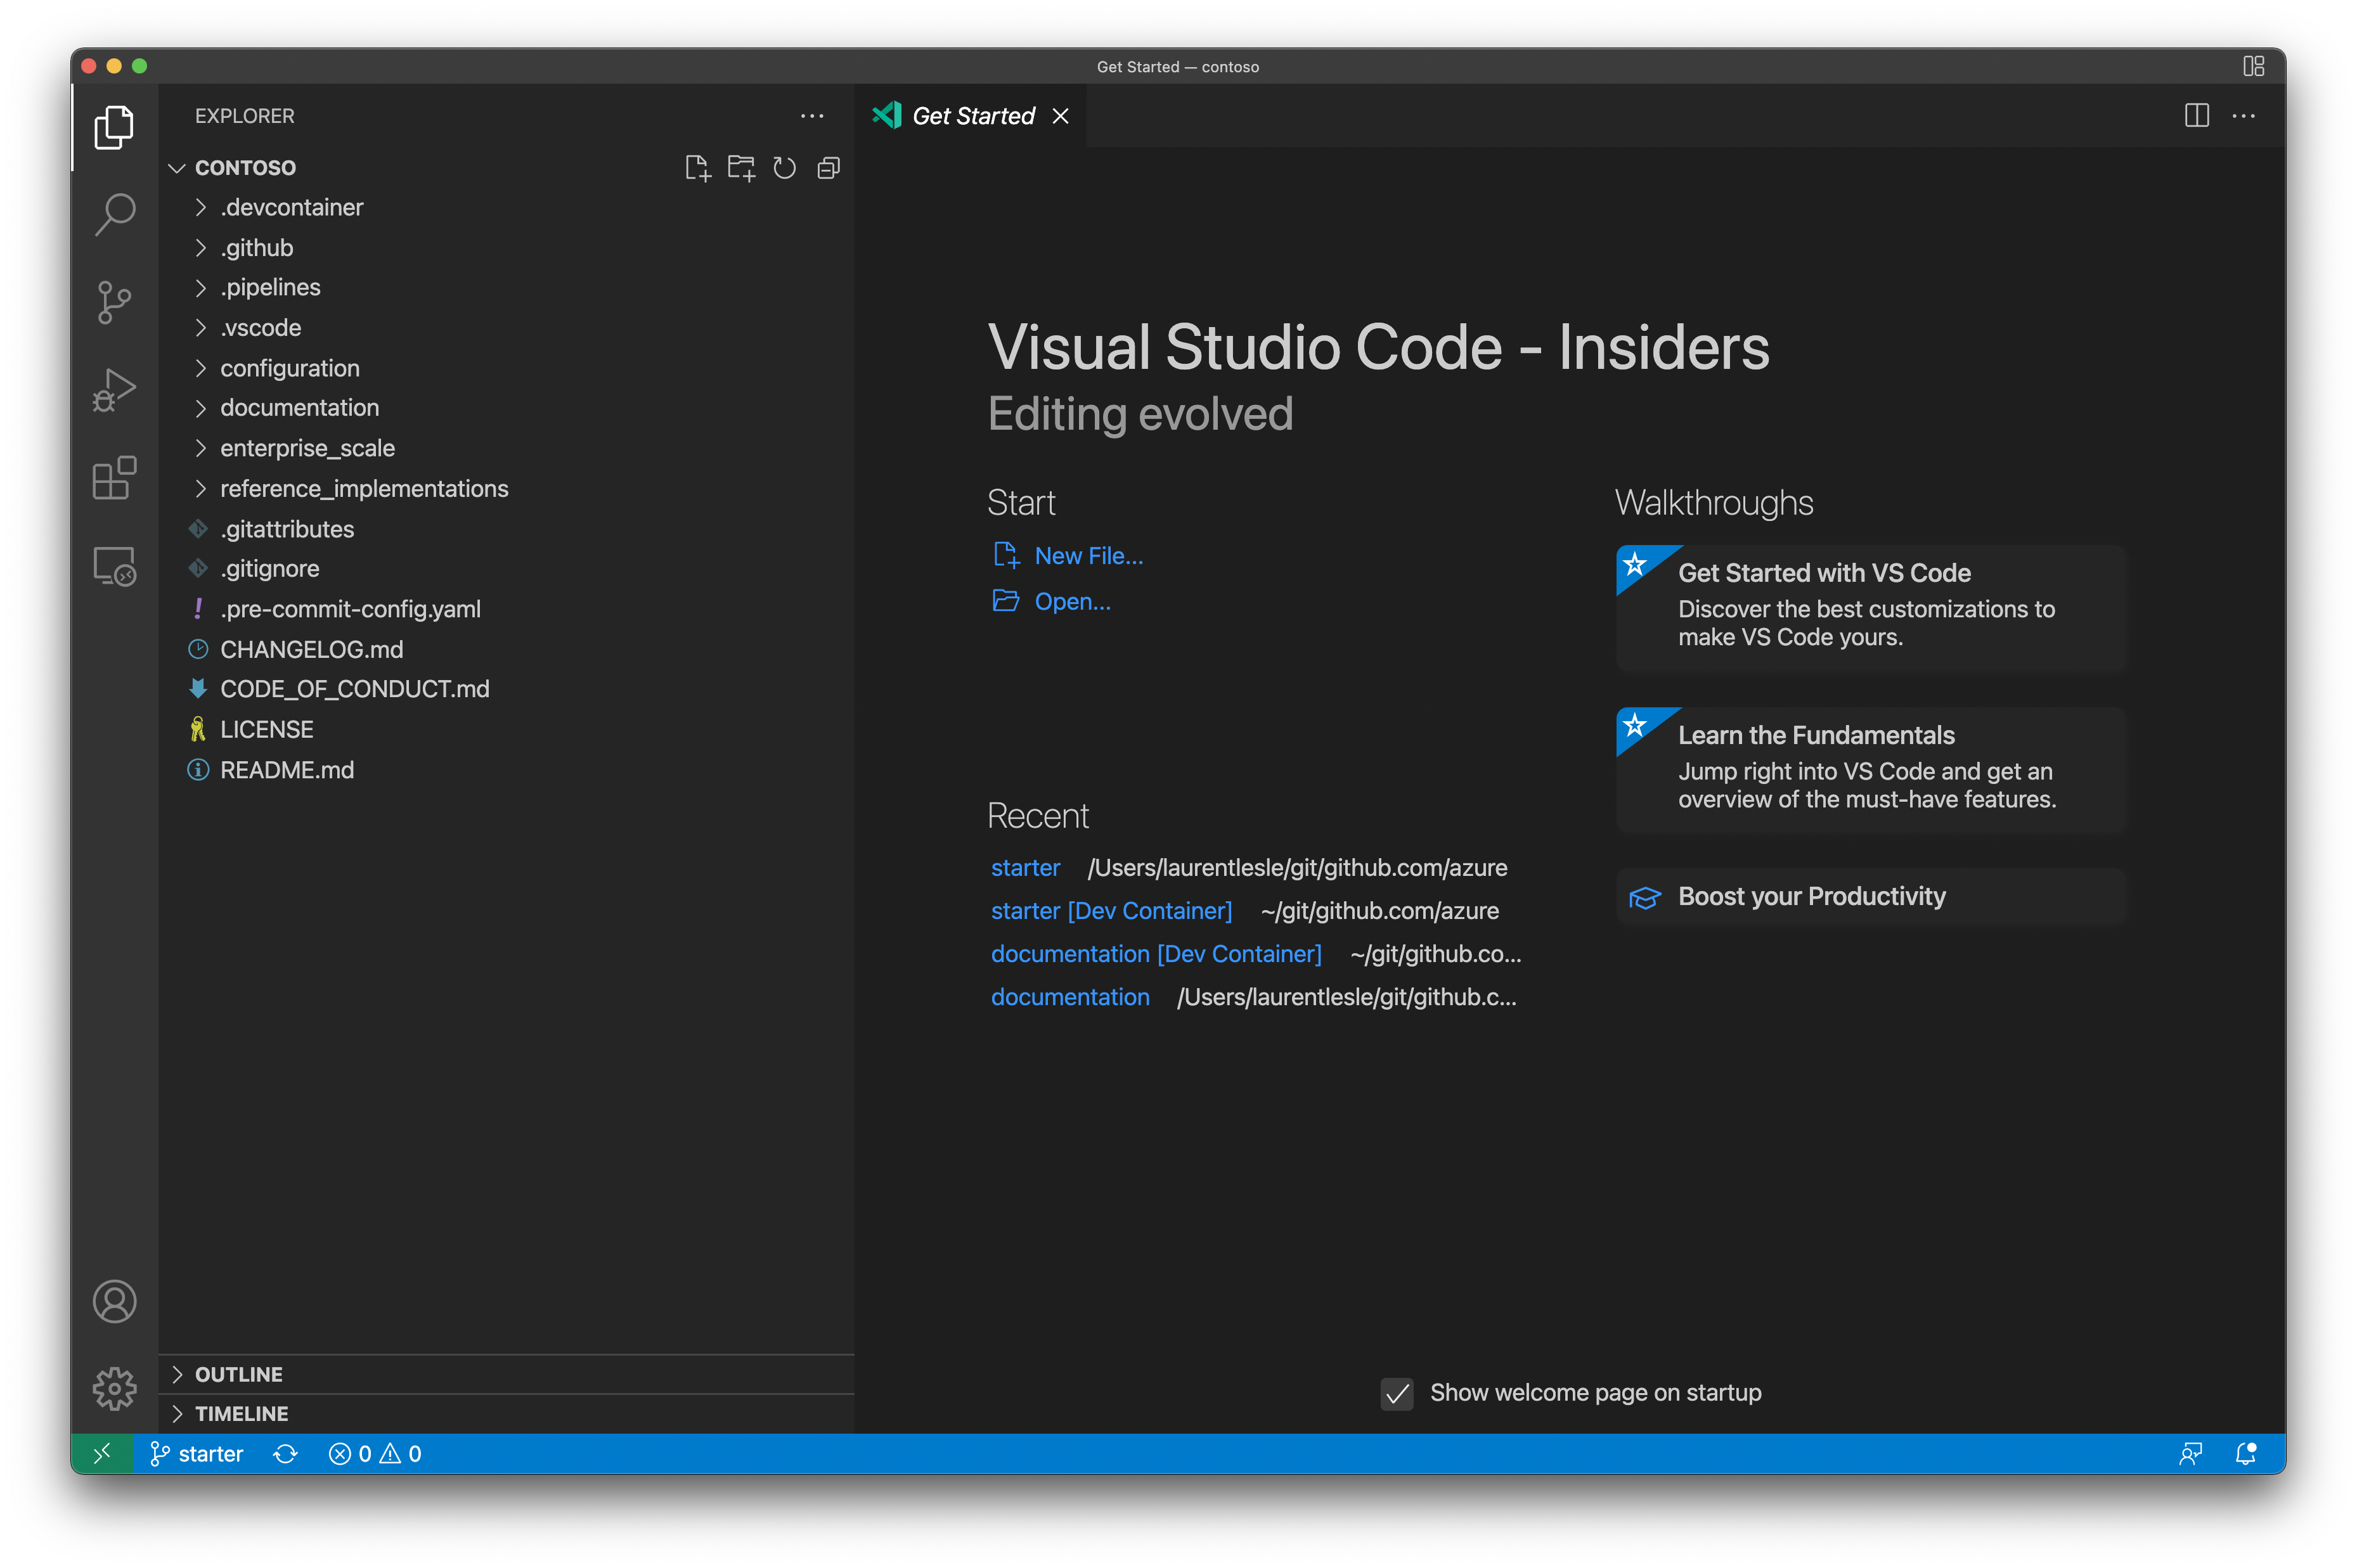 Get Started — contoso
EXPLORER
CONTOSO
.devcontainer
.github
.pipelines
.vscode
configuration
documentation
enterprise_scale
reference_implementations
.gitattributes
.gitignore
.pre-commit-config.yaml
CHANGELOG.md
CODE_OF_CONDUCT.md
LICENSE
README.md
OUTLINE
TIMELINE
Get Started
Visual Studio Code - Insiders
Editing evolved
Start
New File...
Open...
Recent
starter /Users/laurentlesle/git/github.com/azure
starter [Dev Container] ~/git/github.com/azure
documentation [Dev Container] ~/git/github.co...
documentation /Users/laurentlesle/git/github.c...
Walkthroughs
Get Started with VS Code
Discover the best customizations to
make VS Code yours.
Learn the Fundamentals
Jump right into VS Code and get an
overview of the must-have features.
Boost your Productivity
Show welcome page on startup
starter 0 0